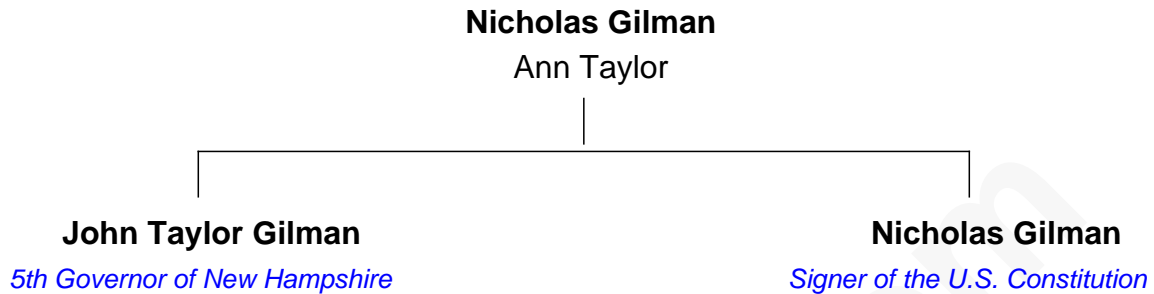 Nicholas Gilman
Ann Taylor
John Taylor Gilman
Nicholas Gilman
5th Governor of New Hampshire
Signer of the U.S. Constitution